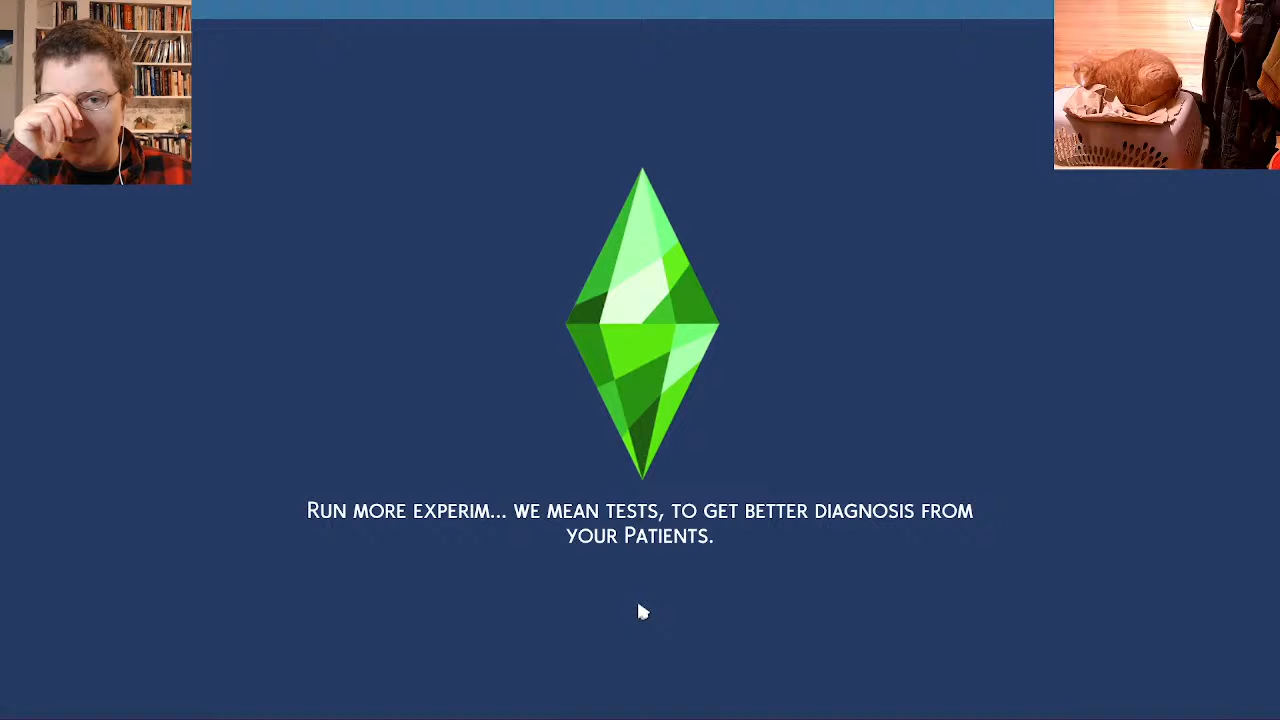 Run more experim... we mean tests, to get better diagnosis from
your Patients.